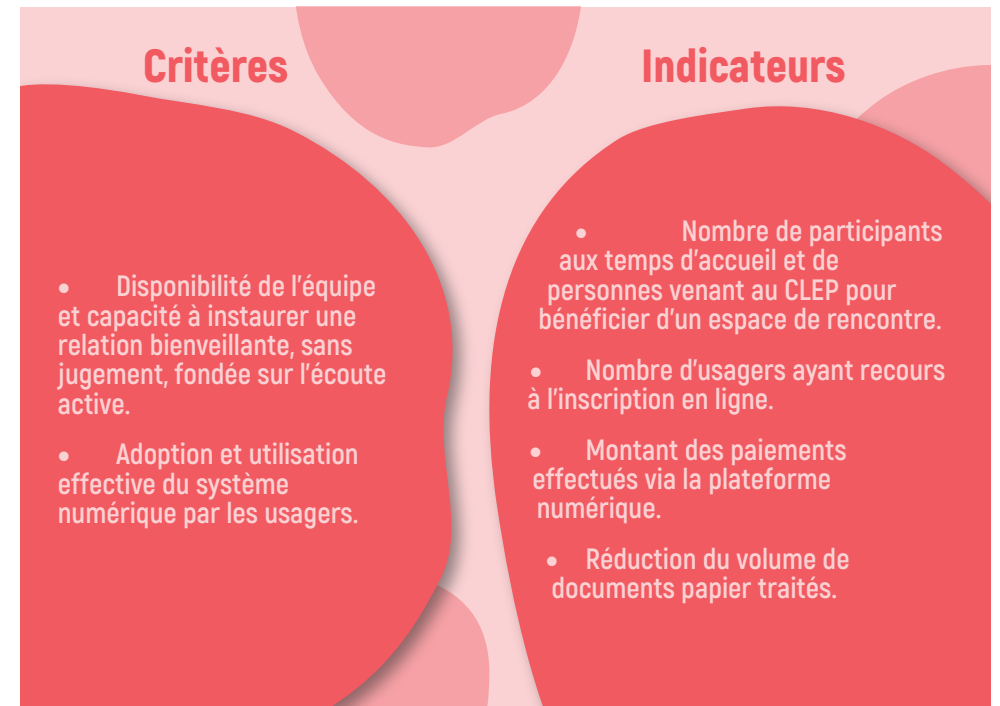 Critères
• Disponibilité de l'équipe
et capacité à instaurer une
relation bienveillante, sans
jugement, fondée sur l'écoute
active.
• Adoption et utilisation
effective du système
numérique par les usagers.
Indicateurs
• Nombre de participants
aux temps d'accueil et de
personnes venant au CLEP pour
bénéficier d'un espace de rencontre.
• Nombre d'usagers ayant recours
à l'inscription en ligne.
• Montant des paiements
effectués via la plateforme
numérique.
• Réduction du volume de
documents papier traités.